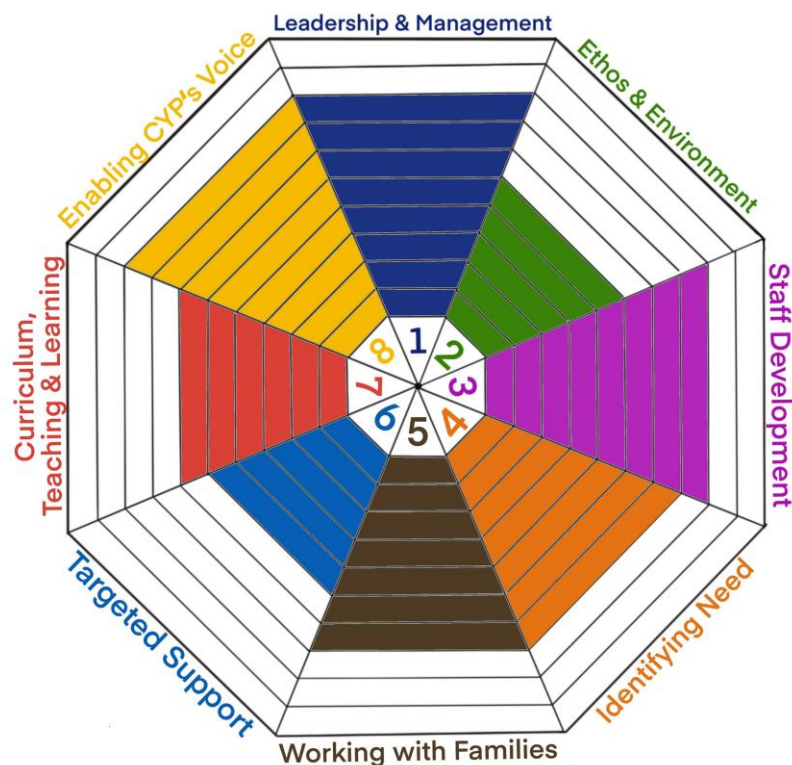 Leadership & Management
Ethos & Environment
Staff Development
Identifying Need
Working with Families
Targeted Support
Curriculum,
Teaching & Learning
Enabling CYP's Voice
1
2
3
4
5
6
7
8